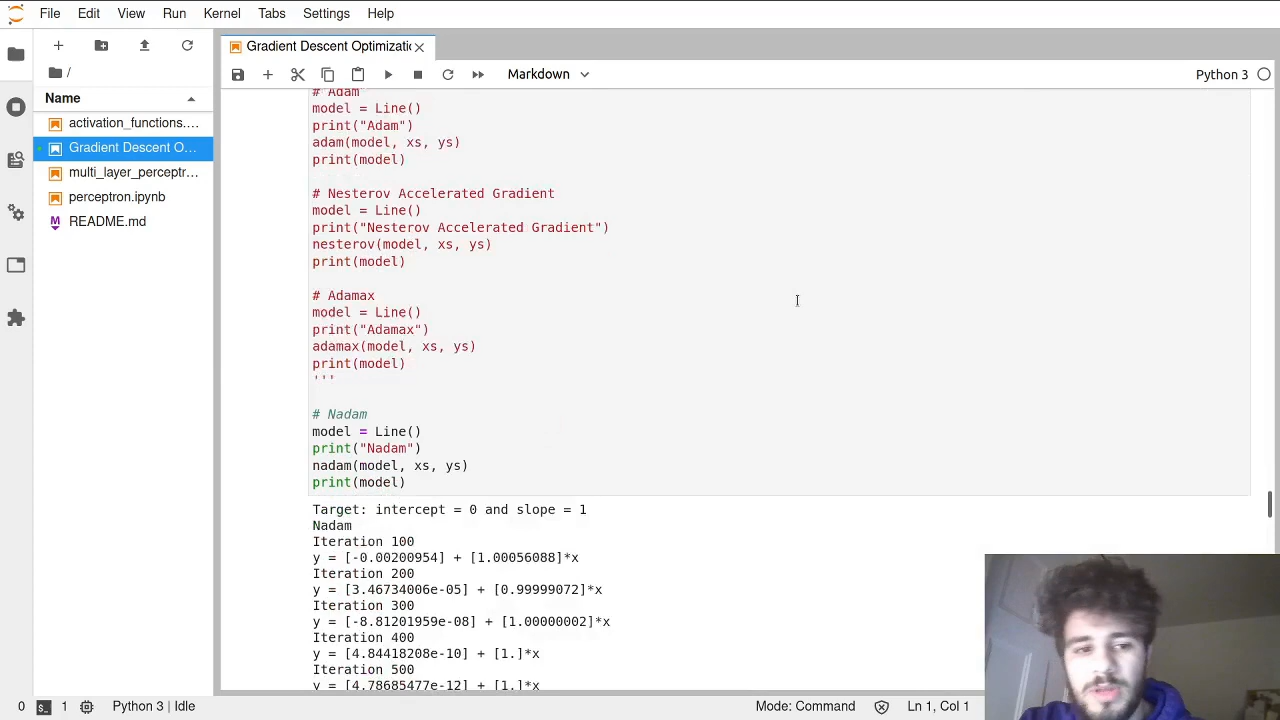 File Edit View Run Kernel Tabs Settings Help
Gradient Descent Optimizatio
Markdown
Python 3
/
Name
activation_functions....
Gradient Descent O...
multi_layer_perceptr...
perceptron.ipynb
README.md
# Adam
model = Line()
print("Adam")
adam(model, xs, ys)
print(model)
# Nesterov Accelerated Gradient
model = Line()
print("Nesterov Accelerated Gradient")
nesterov(model, xs, ys)
print(model)
# Adamax
model = Line()
print("Adamax")
adamax(model, xs, ys)
print(model)
'''
# Nadam
model = Line()
print("Nadam")
nadam(model, xs, ys)
print(model)
Target: intercept = 0 and slope = 1
Nadam
Iteration 100
y = [-0.00200954] + [1.00056088]*x
Iteration 200
y = [3.46734006e-05] + [0.99999072]*x
Iteration 300
y = [-8.81201959e-08] + [1.00000002]*x
Iteration 400
y = [4.84418208e-10] + [1.]*x
Iteration 500
y = [4.78685477e-12] + [1.]*x
0 1 Python 3 | Idle
Mode: Command
Ln 1, Col 1